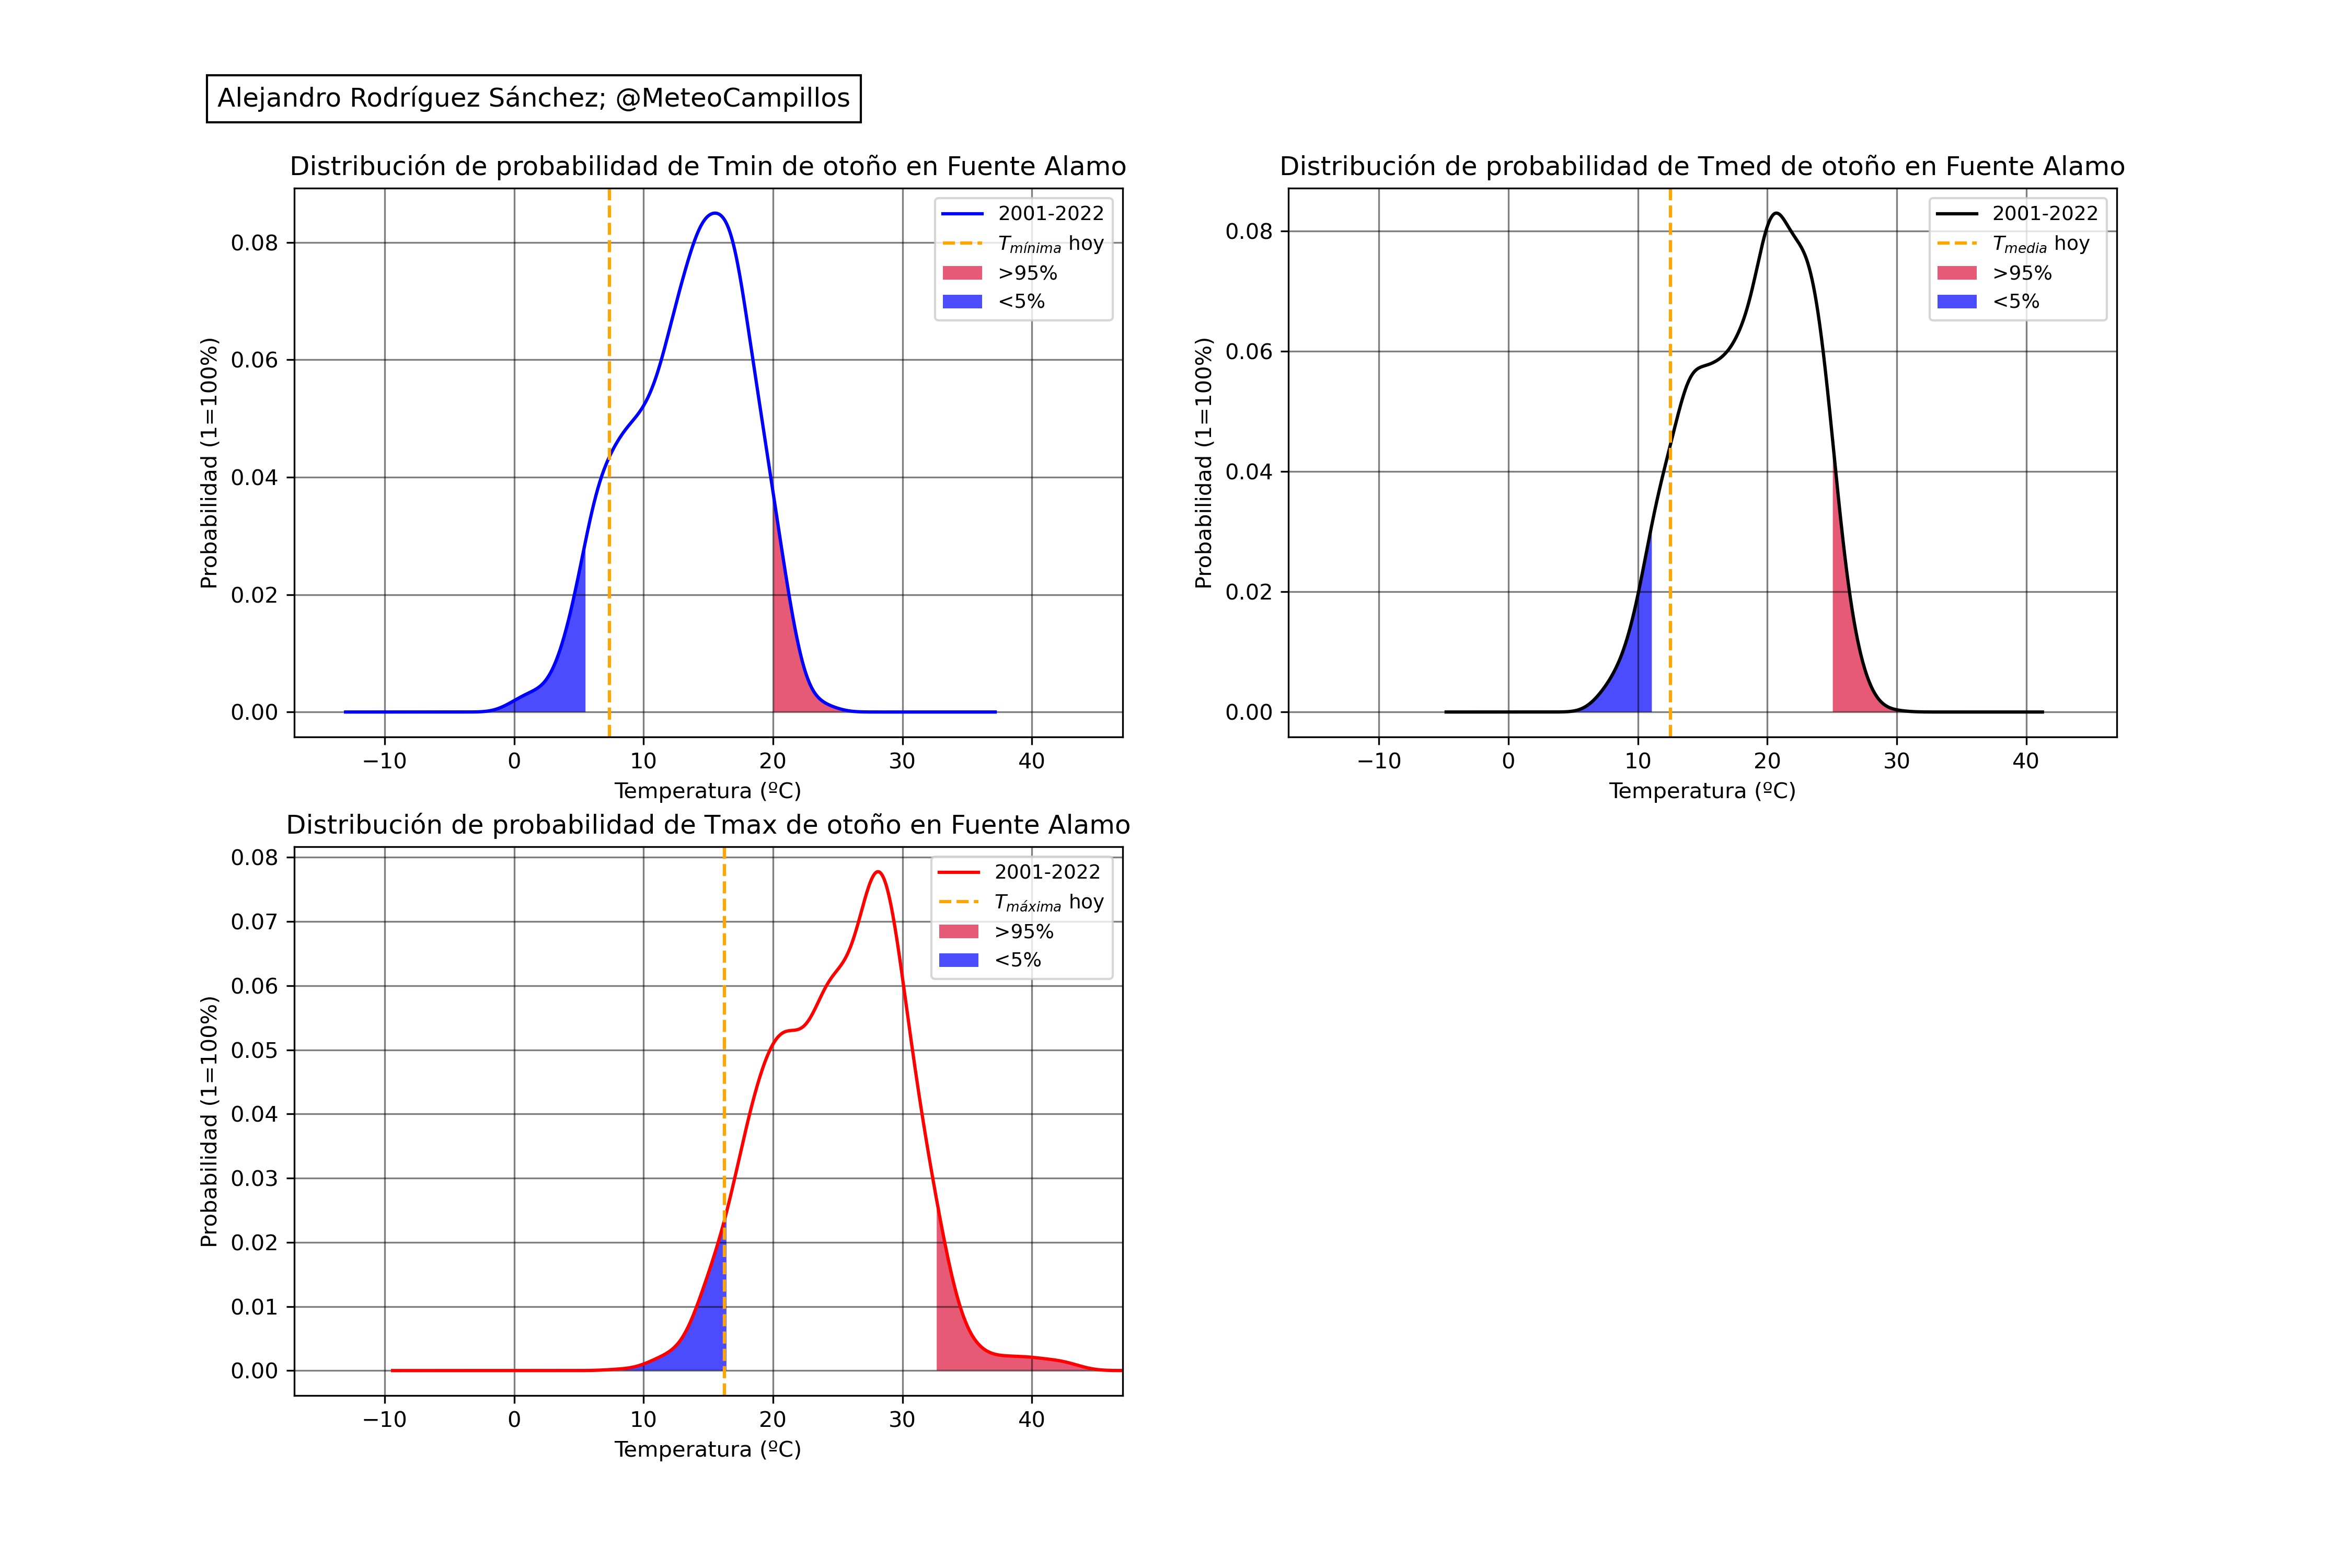 Alejandro Rodríguez Sánchez; @MeteoCampillos
Distribución de probabilidad de Tmin de otoño en Fuente Alamo
2001-2022
Tmínima hoy
>95%
<5%
0.08
0.06
0.04
0.02
0.00
Probabilidad (1=100%)
−10 0 10 20 30 40
Temperatura (ºC)
Distribución de probabilidad de Tmed de otoño en Fuente Alamo
2001-2022
Tmedia hoy
>95%
<5%
0.08
0.06
0.04
0.02
0.00
Probabilidad (1=100%)
−10 0 10 20 30 40
Temperatura (ºC)
Distribución de probabilidad de Tmax de otoño en Fuente Alamo
2001-2022
Tmáxima hoy
>95%
<5%
0.08
0.07
0.06
0.05
0.04
0.03
0.02
0.01
0.00
Probabilidad (1=100%)
−10 0 10 20 30 40
Temperatura (ºC)